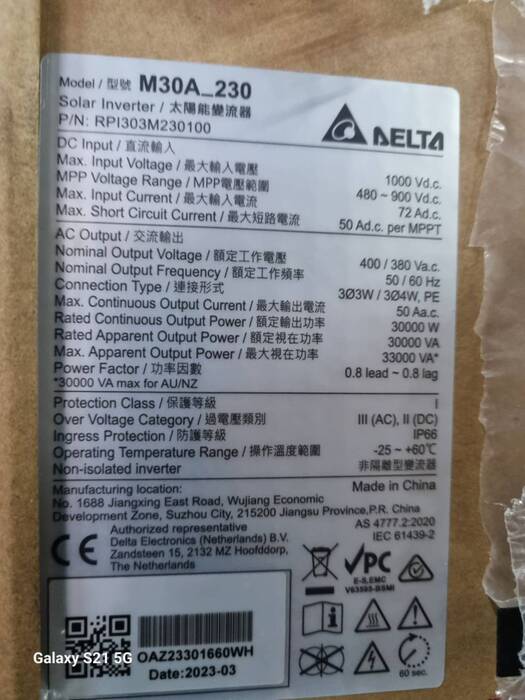 Model / 型號 M30A_230
Solar Inverter / 太陽能變流器
P/N: RPI303M230100
DELTA
DC Input / 直流輸入
Max. Input Voltage / 最大輸入電壓 1000 Vd.c.
MPP Voltage Range / MPP電壓範圍 480 ~ 900 Vd.c.
Max. Input Current / 最大輸入電流 72 Ad.c.
Max. Short Circuit Current / 最大短路電流 50 Ad.c. per MPPT
AC Output / 交流輸出
Nominal Output Voltage / 額定工作電壓 400 / 380 Va.c.
Nominal Output Frequency / 額定工作頻率 50 / 60 Hz
Connection Type / 連接形式 3Ø3W / 3Ø4W, PE
Max. Continuous Output Current / 最大輸出電流 50 Aa.c.
Rated Continuous Output Power / 額定輸出功率 30000 W
Rated Apparent Output Power / 額定視在功率 30000 VA
Max. Apparent Output Power / 最大視在功率 33000 VA*
Power Factor / 功率因數 0.8 lead ~ 0.8 lag
*30000 VA max for AU/NZ
Protection Class / 保護等級 I
Over Voltage Category / 過電壓類別 III (AC), II (DC)
Ingress Protection / 防護等級 IP66
Operating Temperature Range / 操作溫度範圍 -25 ~ +60℃
Non-isolated inverter 非隔離型變流器
Manufacturing location: Made in China
No. 1688 Jiangxing East Road, Wujiang Economic
Development Zone, Suzhou City, 215200 Jiangsu Province,P.R. China
Authorized representative AS 4777.2:2020
Delta Electronics (Netherlands) B.V. IEC 61439-2
Zandsteen 15, 2132 MZ Hoofddorp,
The Netherlands
CE
VPC
E-S,EMC
V63595-BSMI
OAZ23301660WH
Date:2023-03
60 sec.
Galaxy S21 5G